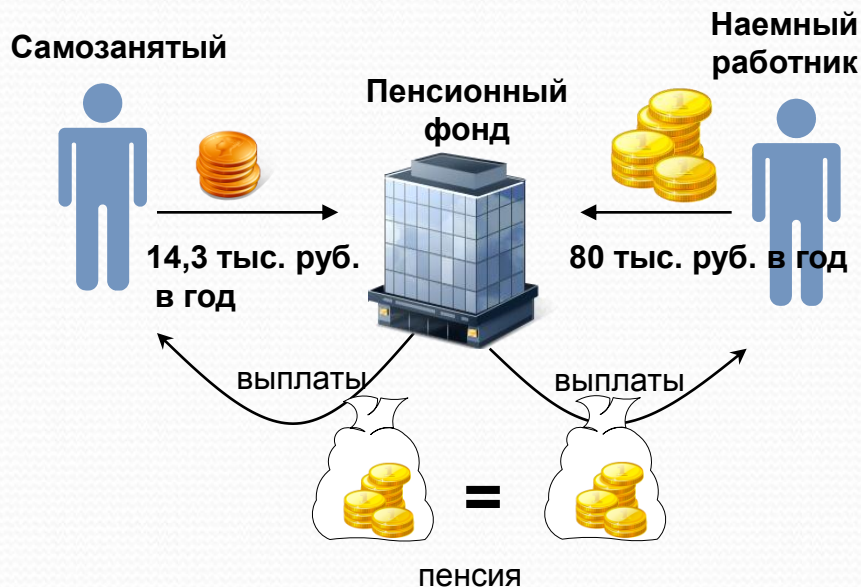 Самозанятый
Наемный
работник
Пенсионный
фонд
14,3 тыс. руб.
в год
80 тыс. руб. в год
выплаты
выплаты
=
пенсия